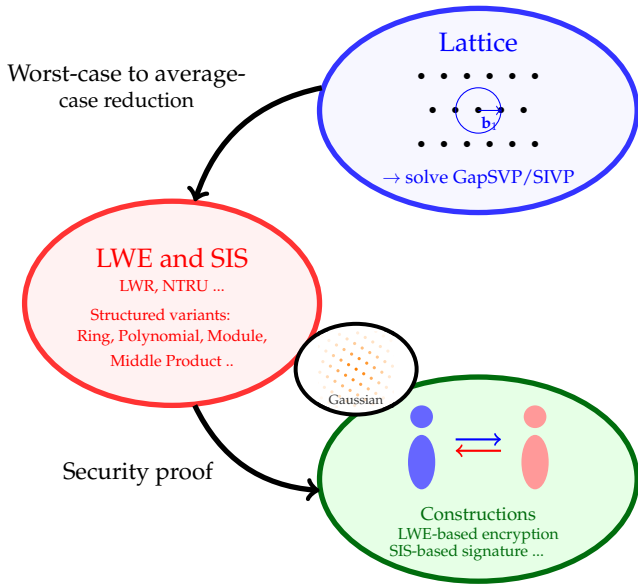 Lattice
Worst-case to average-
case reduction
b₁
→ solve GapSVP/SIVP
LWE and SIS
LWR, NTRU ...
Structured variants:
Ring, Polynomial, Module,
Middle Product ..
Gaussian
Security proof
Constructions
LWE-based encryption
SIS-based signature ...